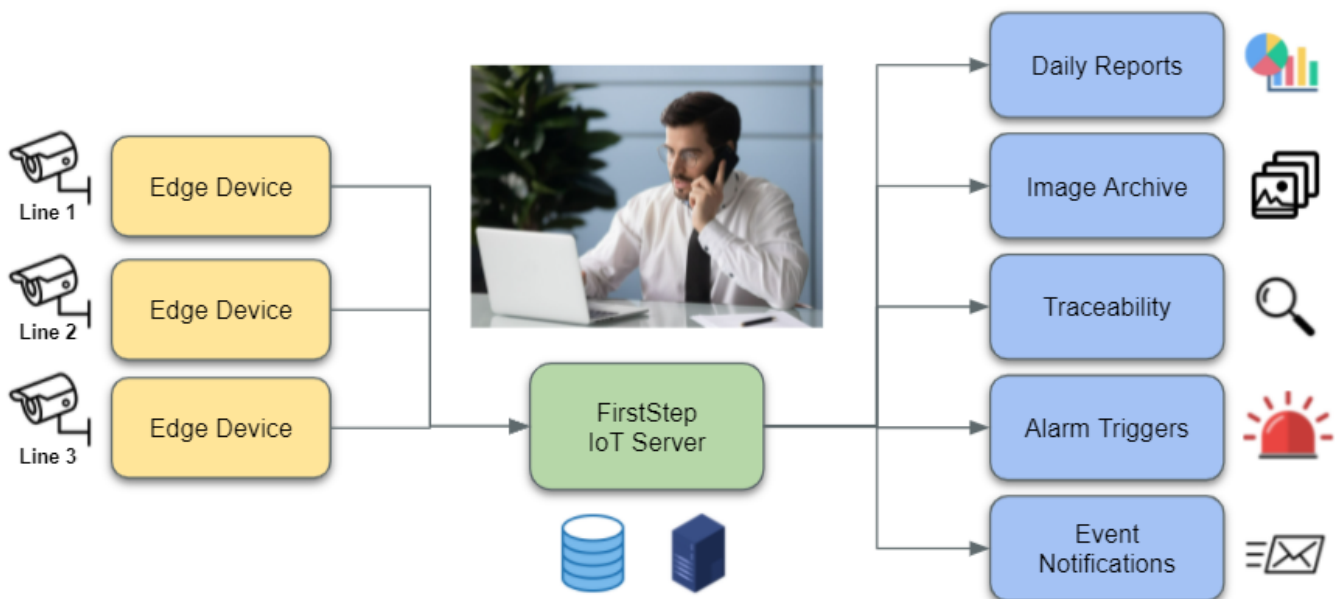 Line 1
Edge Device
Line 2
Edge Device
Line 3
Edge Device
FirstStep
IoT Server
Daily Reports
Image Archive
Traceability
Alarm Triggers
Event
Notifications